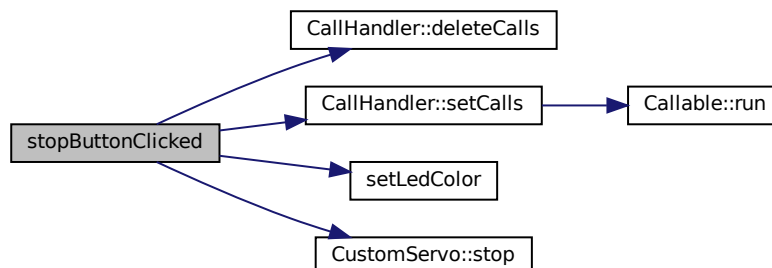 CallHandler::deleteCalls
CallHandler::setCalls
Callable::run
stopButtonClicked
setLedColor
CustomServo::stop